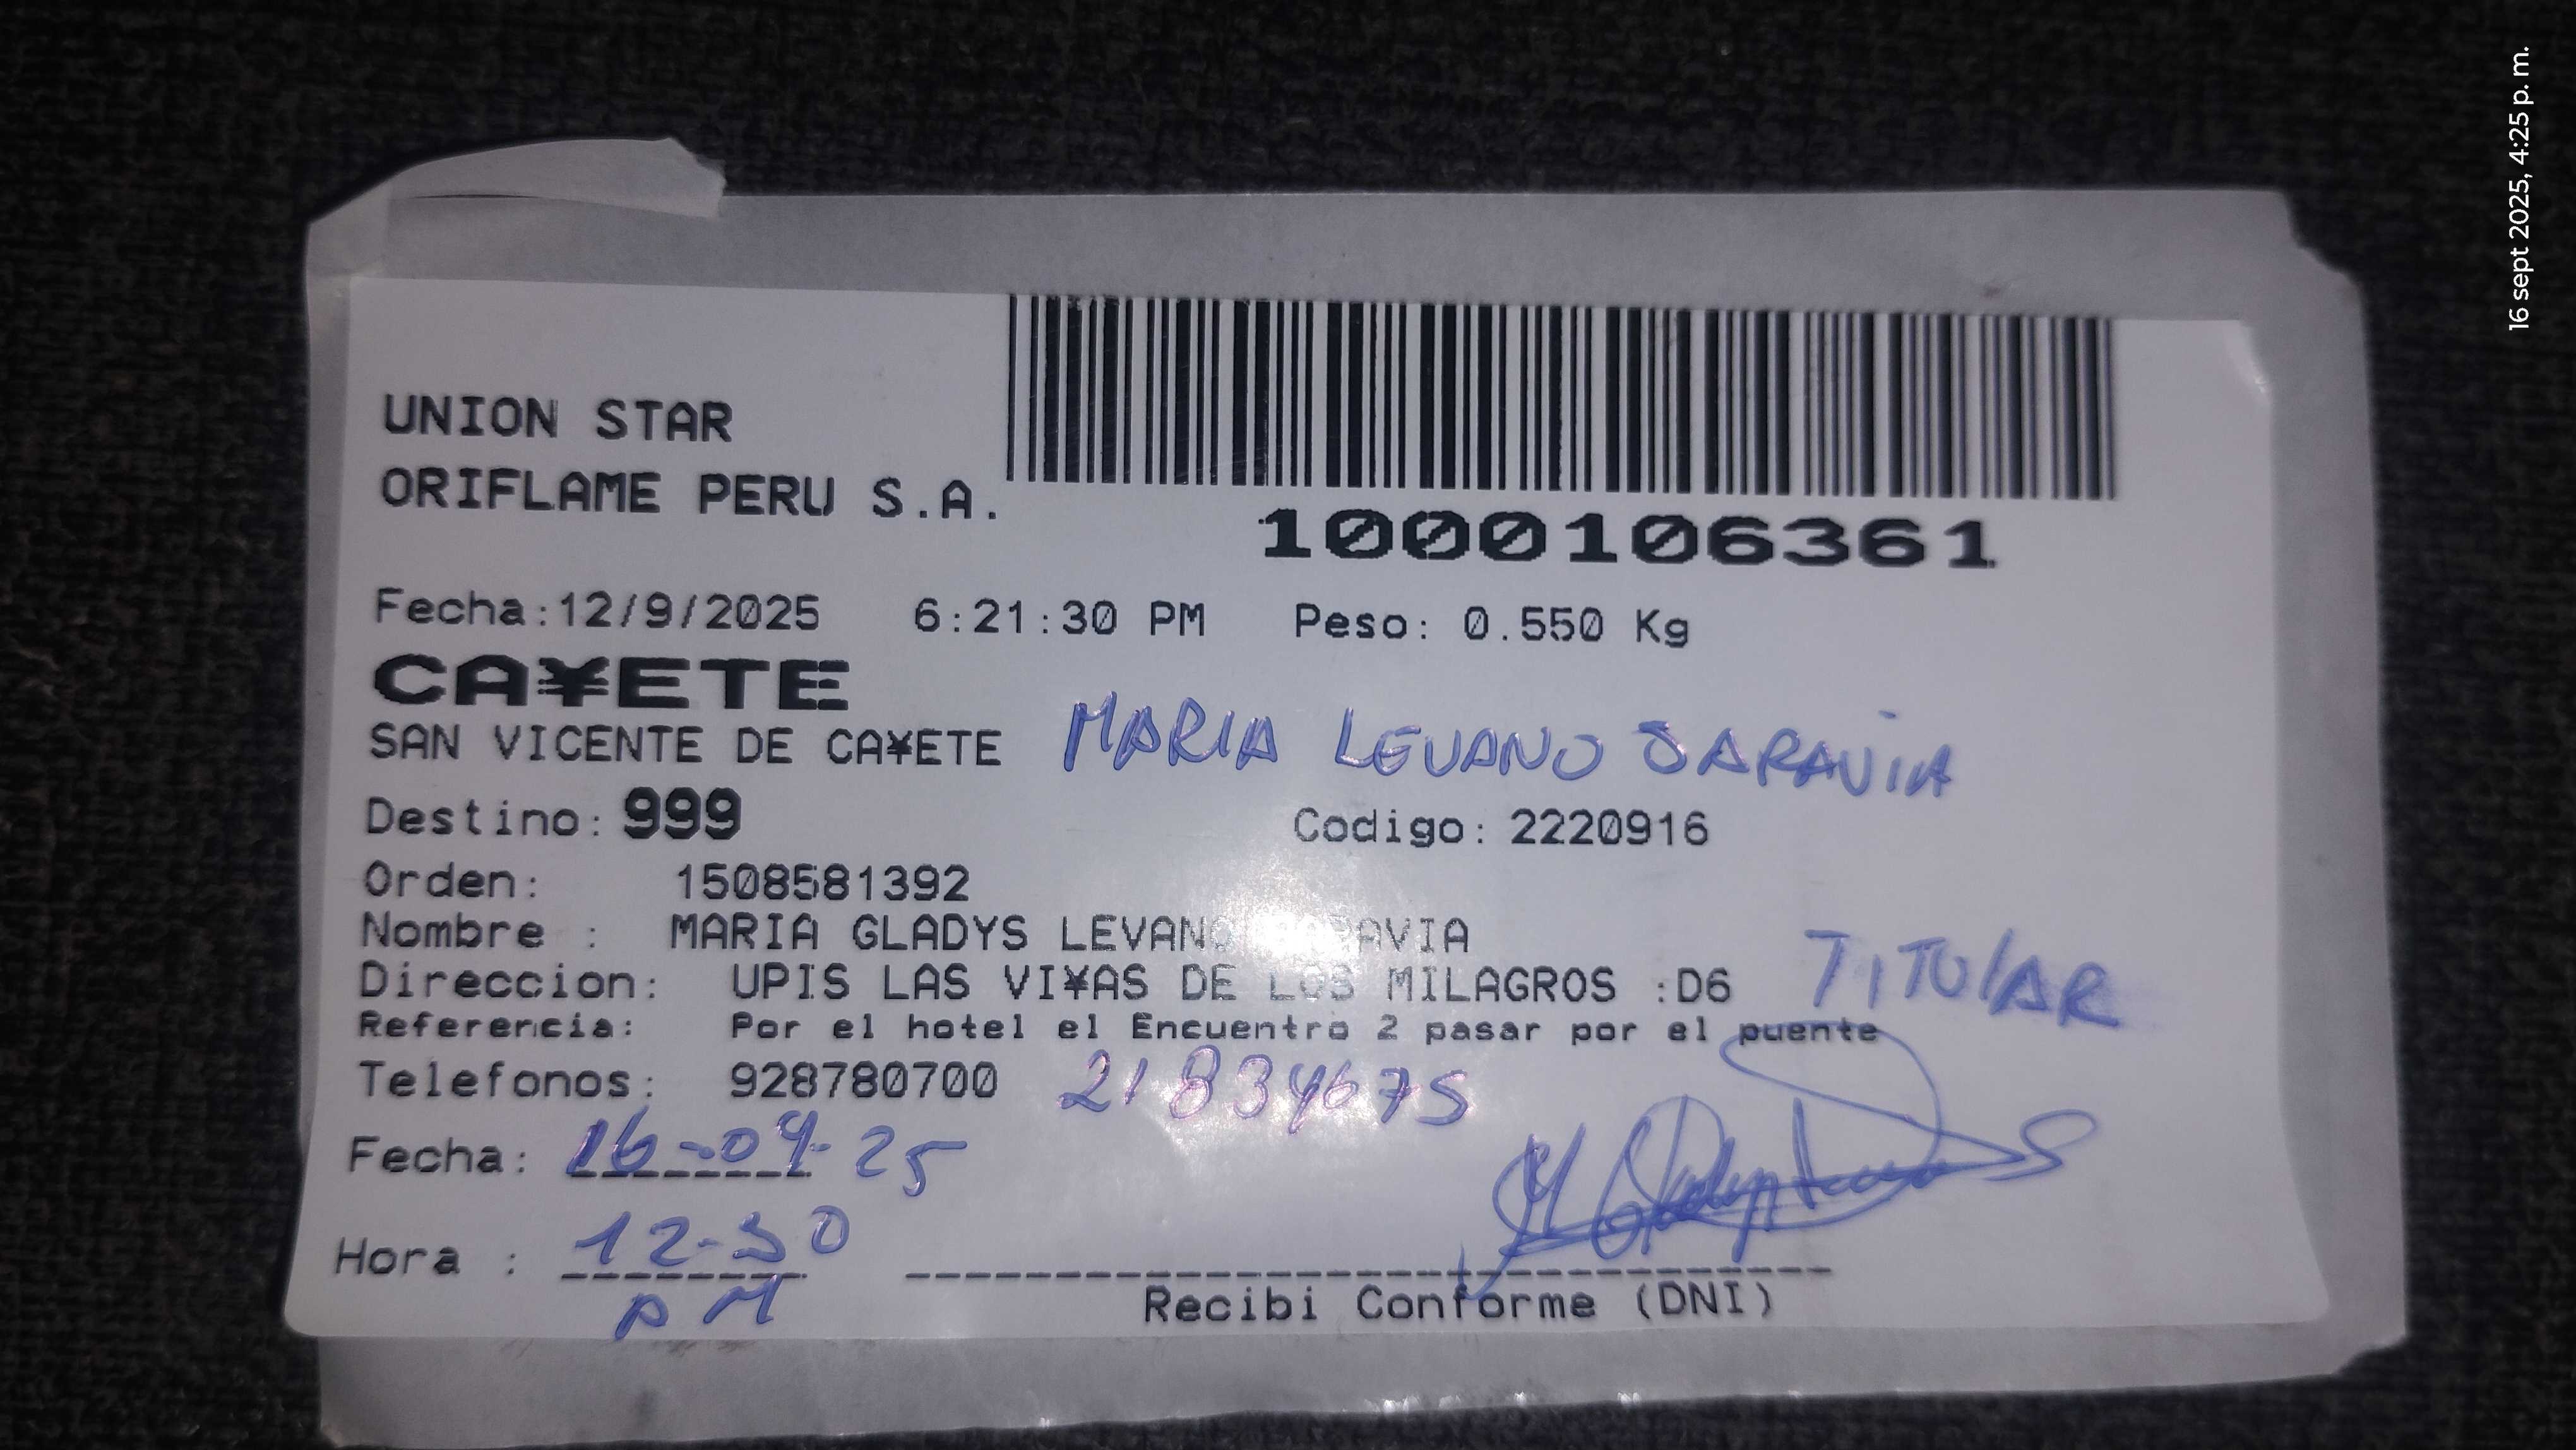 16 sept 2025, 4:25 p. m.
UNION STAR
ORIFLAME PERU S.A.
1000106361
Fecha:12/9/2025 6:21:30 PM Peso: 0.550 Kg
CA¥ETE
SAN VICENTE DE CA¥ETE MARIA LEVANO SARAVIA
Destino: 999 Codigo: 2220916
Orden: 1508581392
Nombre : MARIA GLADYS LEVANO SARAVIA
Direccion: UPIS LAS VI¥AS DE LOS MILAGROS :D6 TITULAR
Referencia: Por el hotel el Encuentro 2 pasar por el puente
Telefonos: 928780700 21834675
Fecha: 16-09-25
Hora : 12-30
PM
Recibi Conforme (DNI)